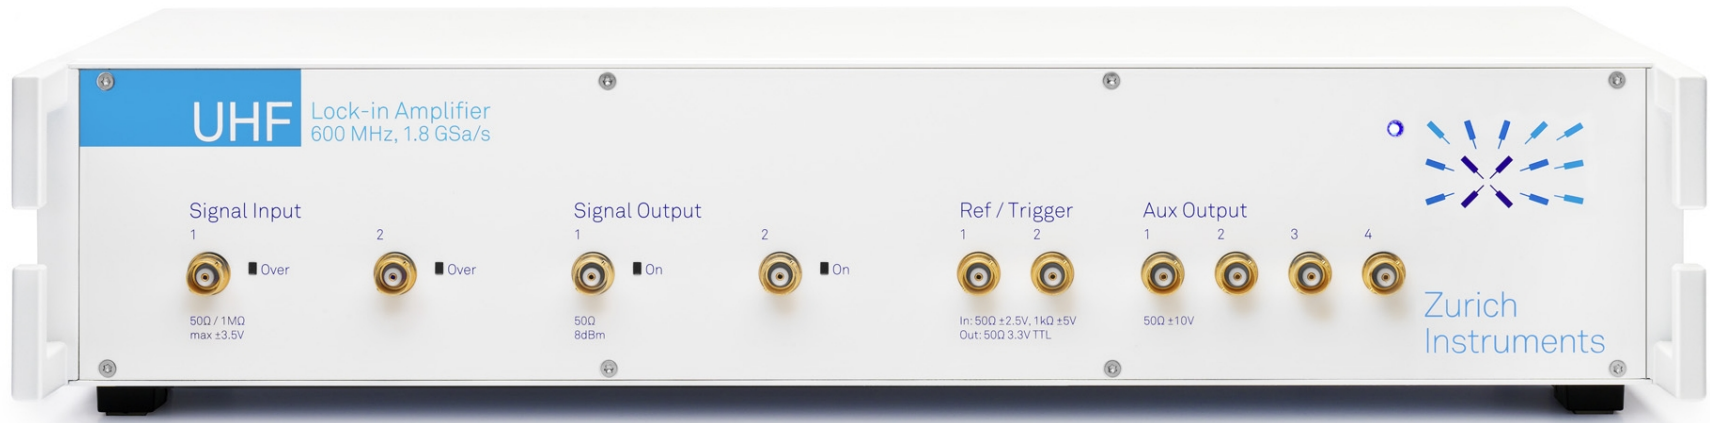 UHF
Lock-in Amplifier
600 MHz, 1.8 GSa/s
Signal Input
1
Over
2
Over
50Ω / 1MΩ
max ±3.5V
Signal Output
1
On
2
On
50Ω
8dBm
Ref / Trigger
1 2
In: 50Ω ±2.5V, 1kΩ ±5V
Out: 50Ω 3.3V TTL
Aux Output
1 2 3 4
50Ω ±10V
Zurich
Instruments